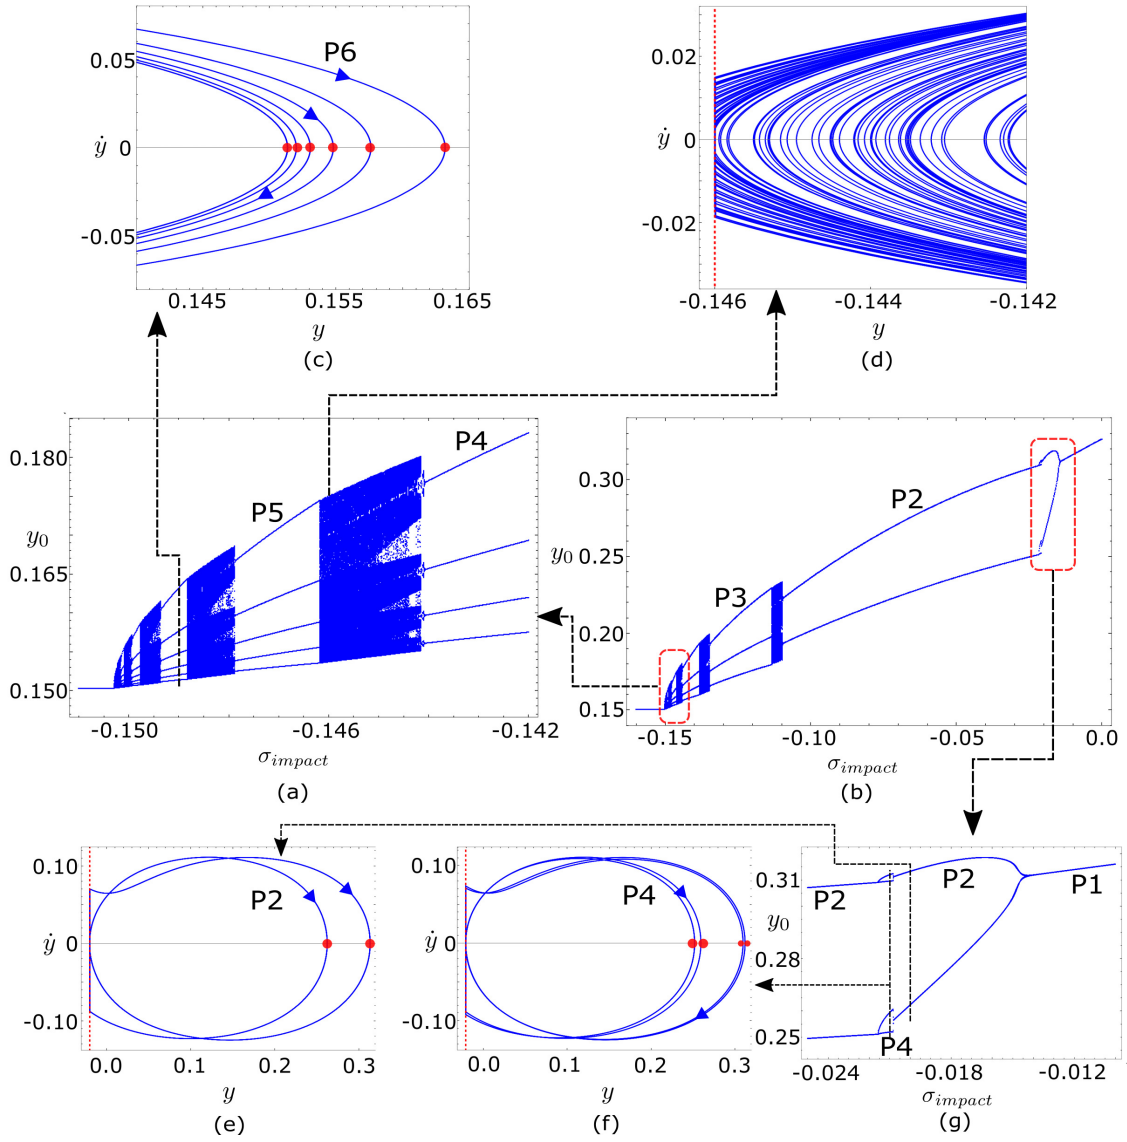 0.05
P6
ẏ 0
-0.05
0.145 0.155 0.165
y
(c)
0.02
ẏ 0
-0.02
-0.146 -0.144 -0.142
y
(d)
0.180
P4
P5
y0
0.165
0.150
-0.150 -0.146 -0.142
σimpact
(a)
0.30
P2
y0 0.25
P3
0.20
0.15
-0.15 -0.10 -0.05 0.0
σimpact
(b)
0.10
P2
ẏ 0
-0.10
0.0 0.1 0.2 0.3
y
(e)
0.10
P4
ẏ 0
-0.10
0.0 0.1 0.2 0.3
y
(f)
0.31
P2 P2 P1
y0
0.28
0.25
P4
-0.024 -0.018 -0.012
σimpact
(g)